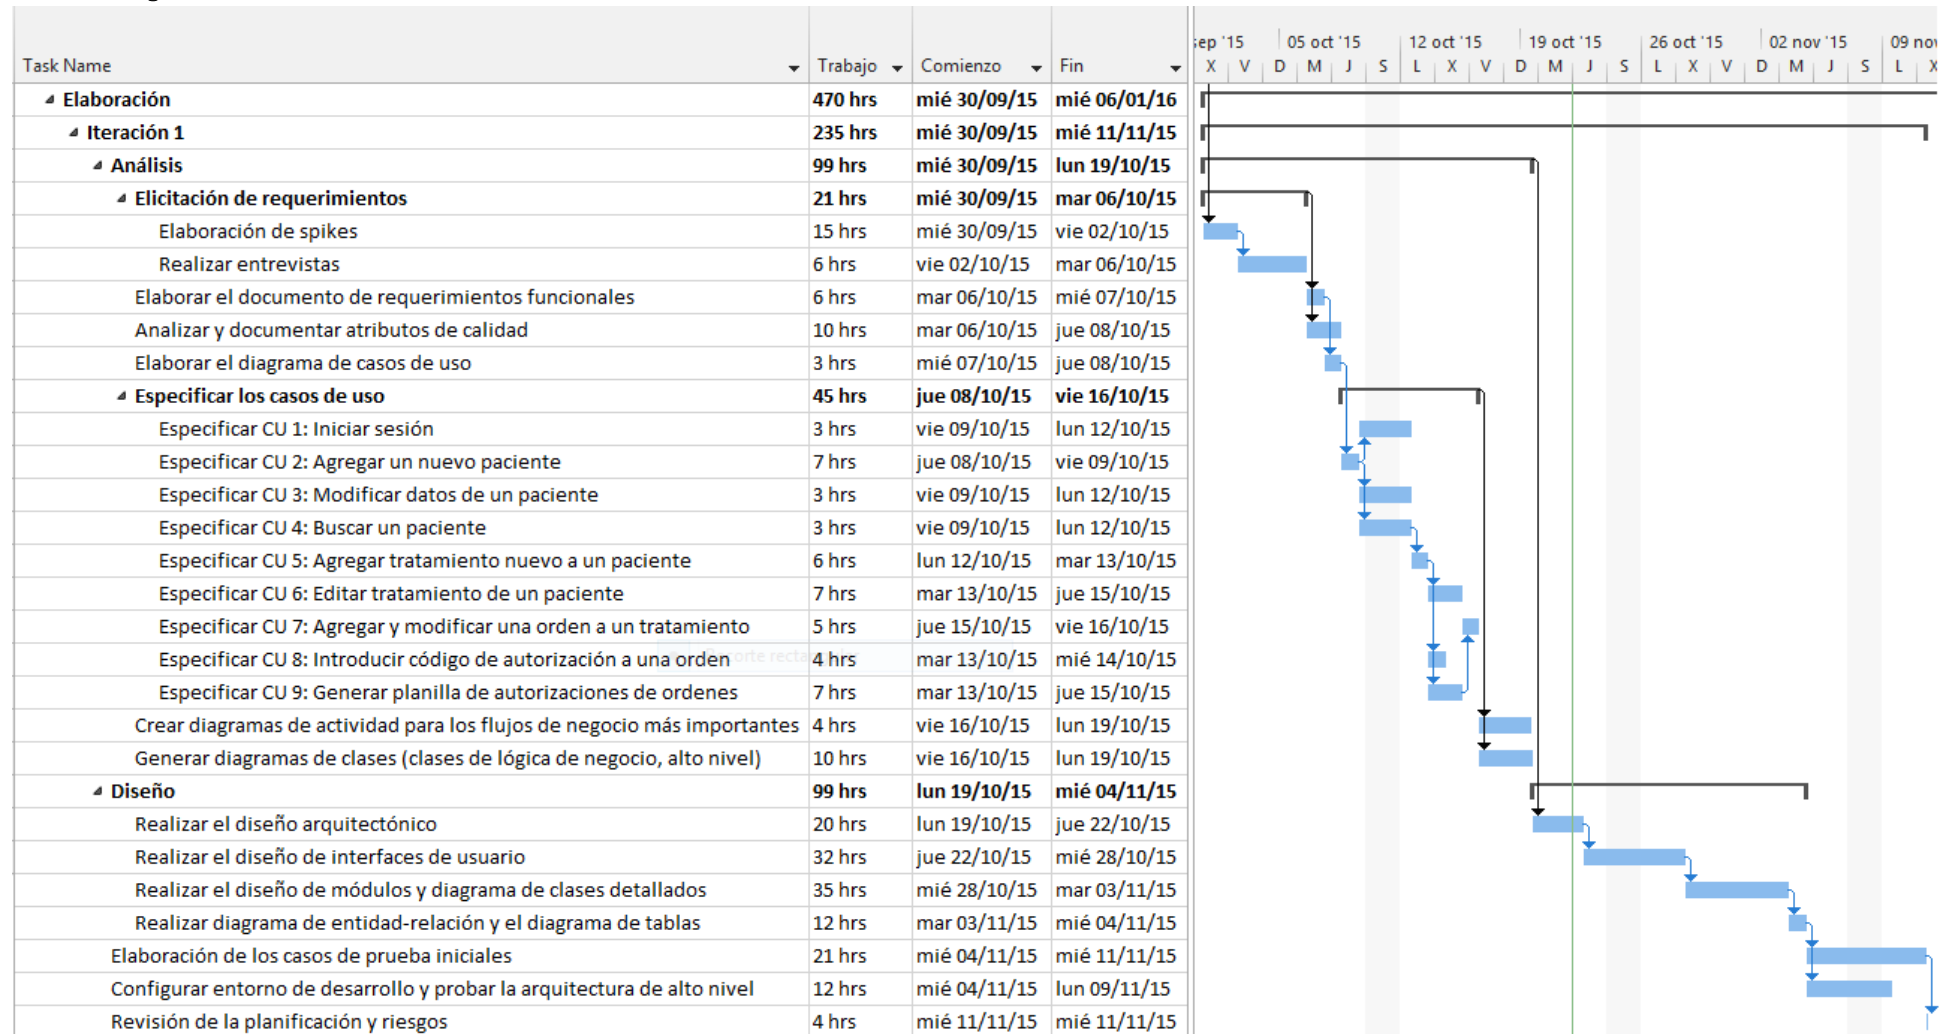 sep '15 05 oct '15 12 oct '15 19 oct '15 26 oct '15 02 nov '15 09 nov
Task Name Trabajo Comienzo Fin X V D M J S L X V D M J S L X V D M J S L X
Elaboración 470 hrs mié 30/09/15 mié 06/01/16
Iteración 1 235 hrs mié 30/09/15 mié 11/11/15
Análisis 99 hrs mié 30/09/15 lun 19/10/15
Elicitación de requerimientos 21 hrs mié 30/09/15 mar 06/10/15
Elaboración de spikes 15 hrs mié 30/09/15 vie 02/10/15
Realizar entrevistas 6 hrs vie 02/10/15 mar 06/10/15
Elaborar el documento de requerimientos funcionales 6 hrs mar 06/10/15 mié 07/10/15
Analizar y documentar atributos de calidad 10 hrs mar 06/10/15 jue 08/10/15
Elaborar el diagrama de casos de uso 3 hrs mié 07/10/15 jue 08/10/15
Especificar los casos de uso 45 hrs jue 08/10/15 vie 16/10/15
Especificar CU 1: Iniciar sesión 3 hrs vie 09/10/15 lun 12/10/15
Especificar CU 2: Agregar un nuevo paciente 7 hrs jue 08/10/15 vie 09/10/15
Especificar CU 3: Modificar datos de un paciente 3 hrs vie 09/10/15 lun 12/10/15
Especificar CU 4: Buscar un paciente 3 hrs vie 09/10/15 lun 12/10/15
Especificar CU 5: Agregar tratamiento nuevo a un paciente 6 hrs lun 12/10/15 mar 13/10/15
Especificar CU 6: Editar tratamiento de un paciente 7 hrs mar 13/10/15 jue 15/10/15
Especificar CU 7: Agregar y modificar una orden a un tratamiento 5 hrs jue 15/10/15 vie 16/10/15
Especificar CU 8: Introducir código de autorización a una orden 4 hrs mar 13/10/15 mié 14/10/15
Especificar CU 9: Generar planilla de autorizaciones de ordenes 7 hrs mar 13/10/15 jue 15/10/15
Crear diagramas de actividad para los flujos de negocio más importantes 4 hrs vie 16/10/15 lun 19/10/15
Generar diagramas de clases (clases de lógica de negocio, alto nivel) 10 hrs vie 16/10/15 lun 19/10/15
Diseño 99 hrs lun 19/10/15 mié 04/11/15
Realizar el diseño arquitectónico 20 hrs lun 19/10/15 jue 22/10/15
Realizar el diseño de interfaces de usuario 32 hrs jue 22/10/15 mié 28/10/15
Realizar el diseño de módulos y diagrama de clases detallados 35 hrs mié 28/10/15 mar 03/11/15
Realizar diagrama de entidad-relación y el diagrama de tablas 12 hrs mar 03/11/15 mié 04/11/15
Elaboración de los casos de prueba iniciales 21 hrs mié 04/11/15 mié 11/11/15
Configurar entorno de desarrollo y probar la arquitectura de alto nivel 12 hrs mié 04/11/15 lun 09/11/15
Revisión de la planificación y riesgos 4 hrs mié 11/11/15 mié 11/11/15